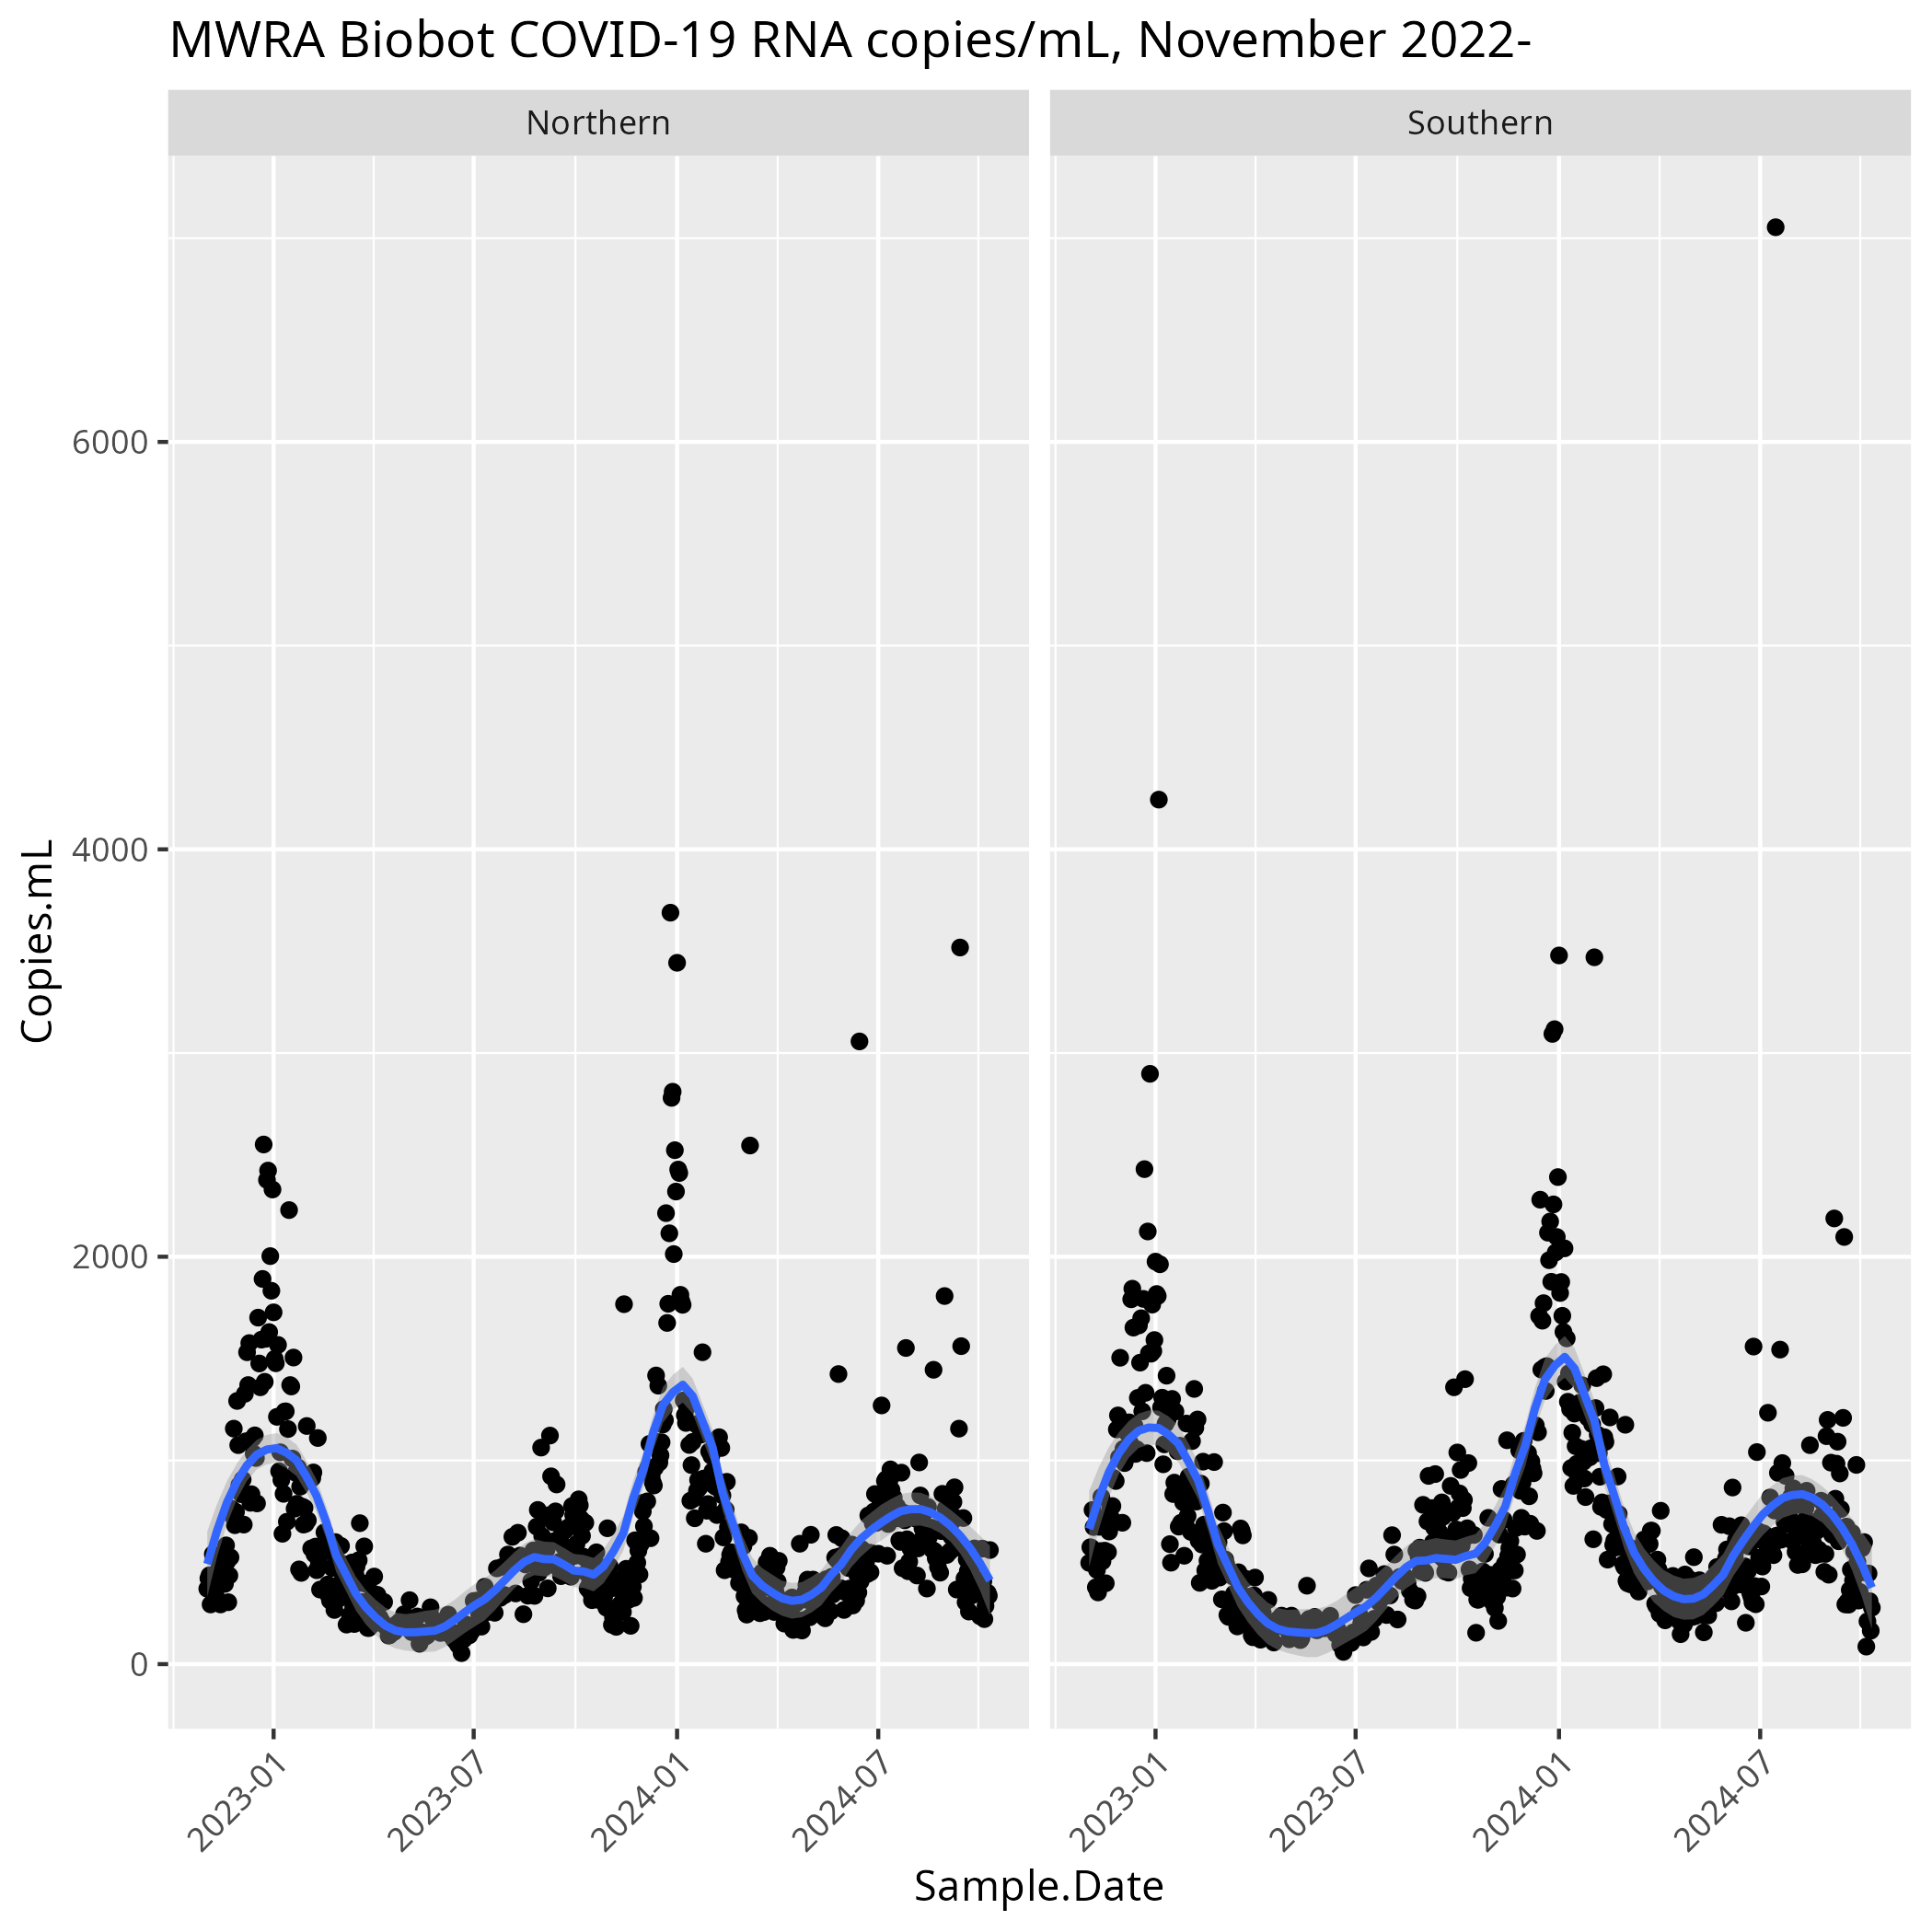 MWRA Biobot COVID-19 RNA copies/mL, November 2022-
Northern
Southern
Copies.mL
6000
4000
2000
0
2023-01
2023-07
2024-01
2024-07
2023-01
2023-07
2024-01
2024-07
Sample.Date